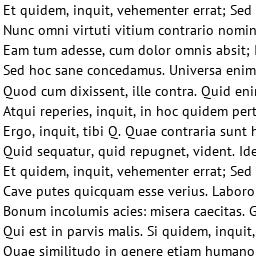 Et quidem, inquit, vehementer errat; Sed
Nunc omni virtuti vitium contrario nomin
Eam tum adesse, cum dolor omnis absit;
Sed hoc sane concedamus. Universa enim
Quod cum dixissent, ille contra. Quid eni
Atqui reperies, inquit, in hoc quidem pert
Ergo, inquit, tibi Q. Quae contraria sunt h
Quid sequatur, quid repugnet, vident. Ide
Et quidem, inquit, vehementer errat; Sed
Cave putes quicquam esse verius. Laboro
Bonum incolumis acies: misera caecitas. G
Qui est in parvis malis. Si quidem, inquit,
Quae similitudo in genere etiam humano